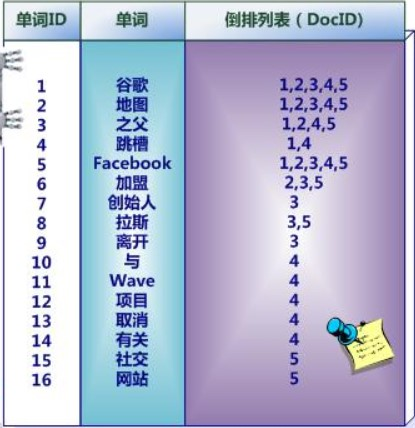 单词ID 单词 倒排列表（DocID）
1 谷歌 1,2,3,4,5
2 地图 1,2,3,4,5
3 之父 1,2,4,5
4 跳槽 1,4
5 Facebook 1,2,3,4,5
6 加盟 2,3,5
7 创始人 3
8 拉斯 3,5
9 离开 3
10 与 4
11 Wave 4
12 项目 4
13 取消 4
14 有关 4
15 社交 5
16 网站 5